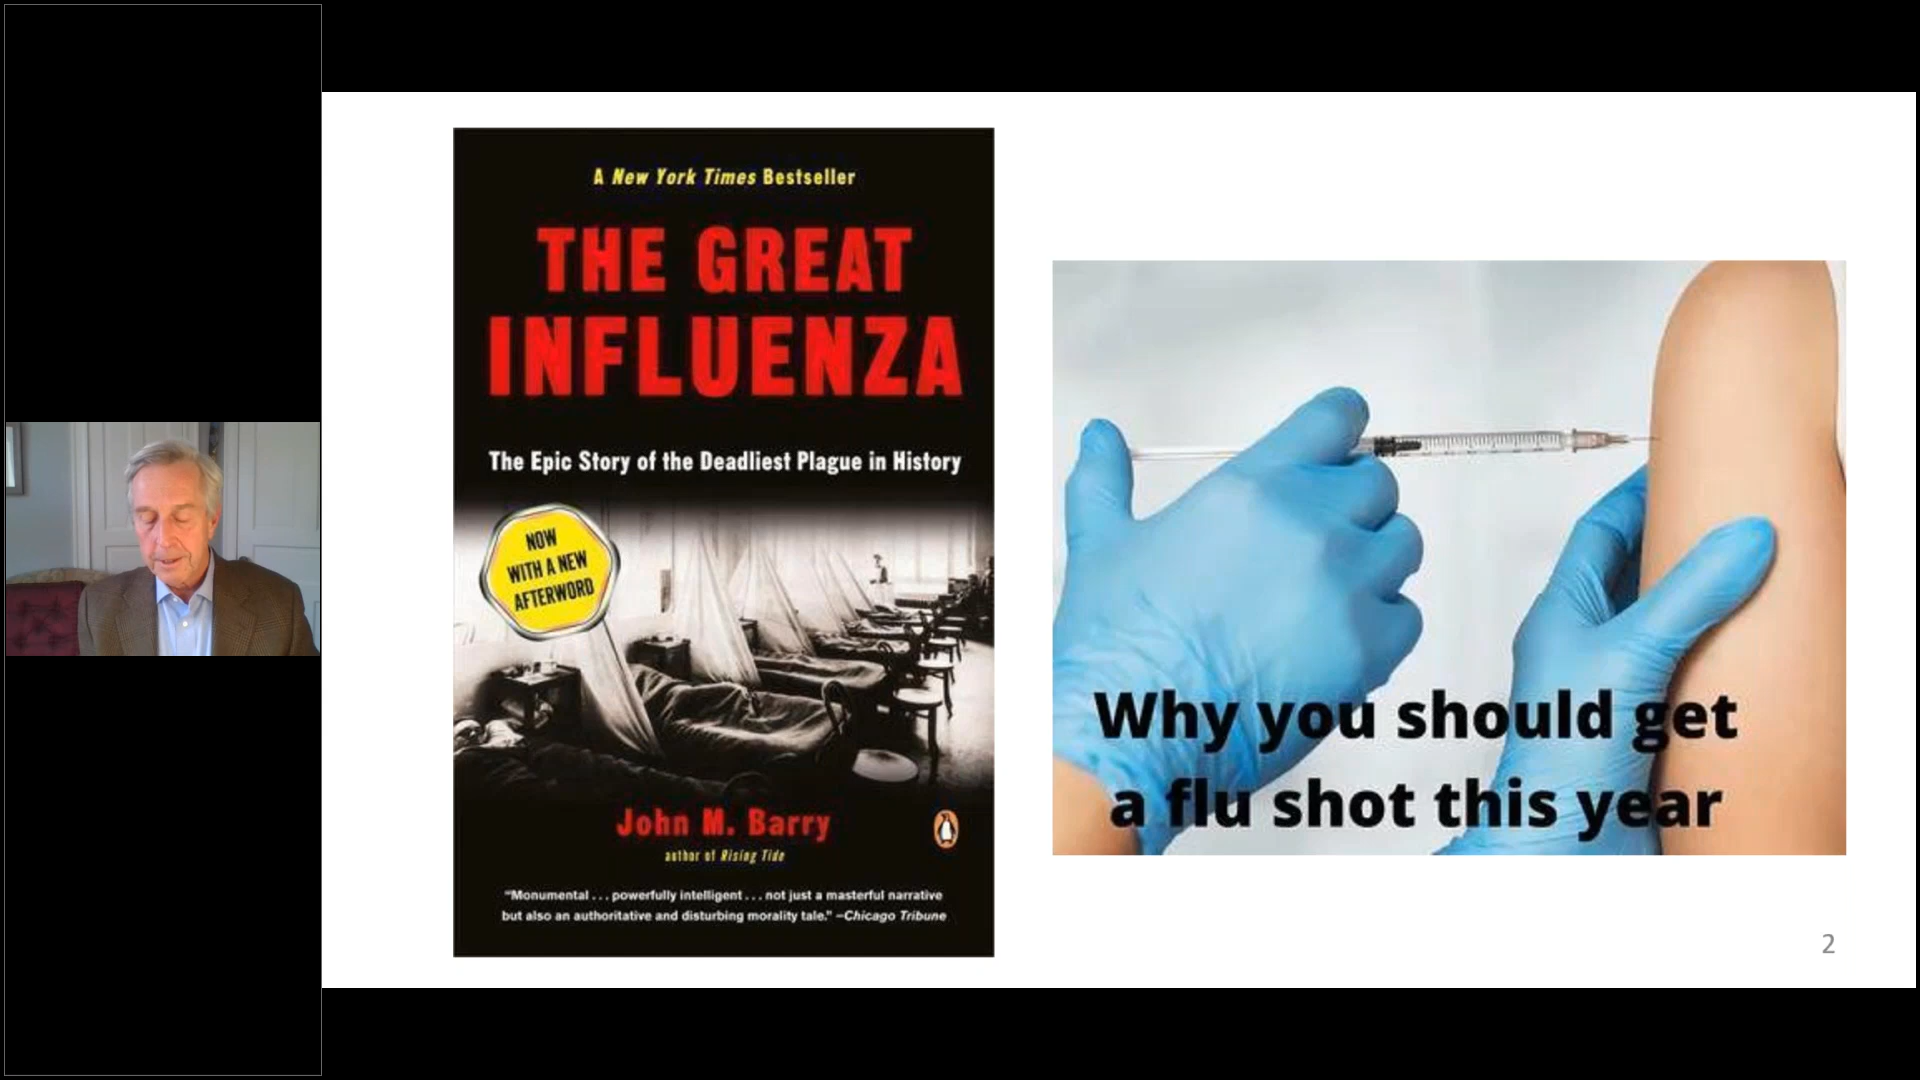 A New York Times Bestseller
THE GREAT
INFLUENZA
The Epic Story of the Deadliest Plague in History
NOW
WITH A NEW
AFTERWORD
John M. Barry
author of Rising Tide
“Monumental . . . powerfully intelligent . . . not just a masterful narrative
but also an authoritative and disturbing morality tale.” –Chicago Tribune
Why you should get
a flu shot this year
2